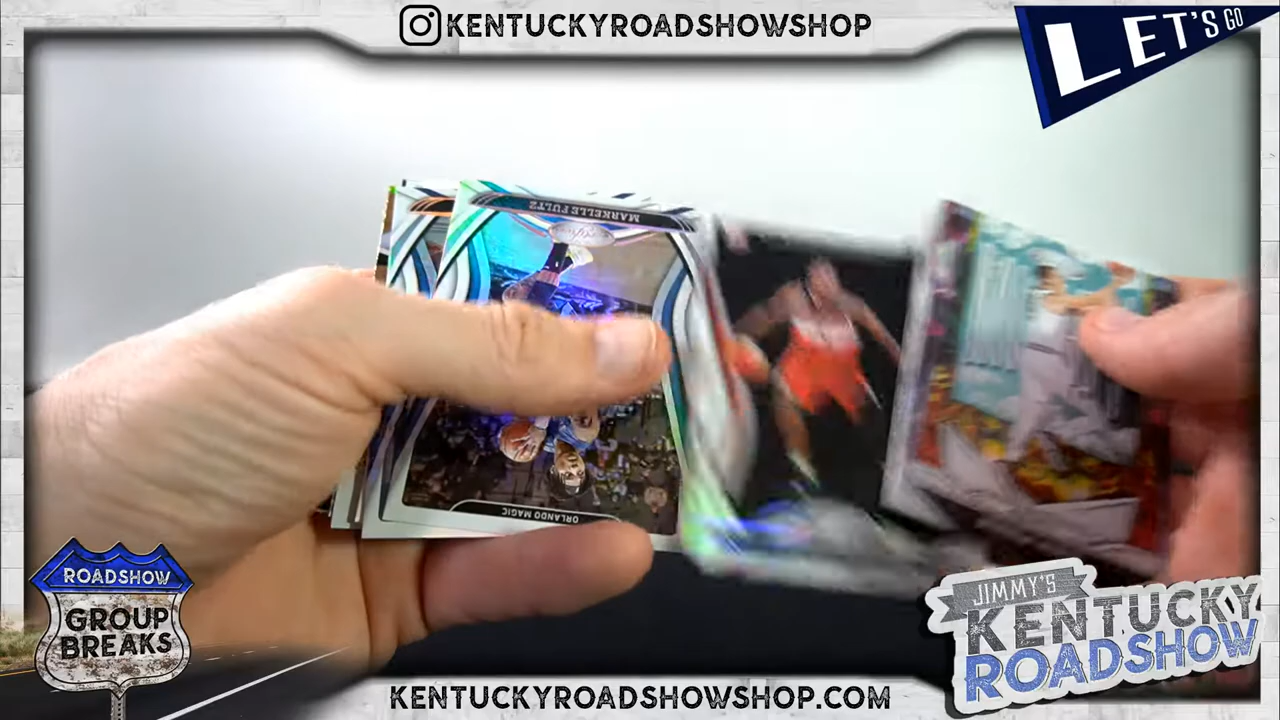 KENTUCKYROADSHOWSHOP
LET'S GO
MARKELLE FULTZ
ORLANDO MAGIC
ROADSHOW
GROUP
BREAKS
JIMMY'S
KENTUCKY
ROADSHOW
KENTUCKYROADSHOWSHOP.COM